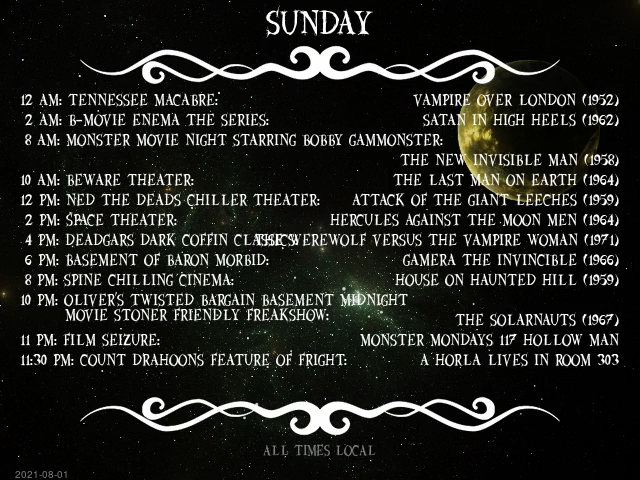 SUNDAY
12 AM: TENNESSEE MACABRE: VAMPIRE OVER LONDON (1952)
2 AM: B-MOVIE ENEMA THE SERIES: SATAN IN HIGH HEELS (1962)
8 AM: MONSTER MOVIE NIGHT STARRING BOBBY GAMMONSTER:
THE NEW INVISIBLE MAN (1958)
10 AM: BEWARE THEATER: THE LAST MAN ON EARTH (1964)
12 PM: NED THE DEADS CHILLER THEATER: ATTACK OF THE GIANT LEECHES (1959)
2 PM: SPACE THEATER: HERCULES AGAINST THE MOON MEN (1964)
4 PM: DEADGARS DARK COFFIN CLASSICS: THE WEREWOLF VERSUS THE VAMPIRE WOMAN (1971)
6 PM: BASEMENT OF BARON MORBID: GAMERA THE INVINCIBLE (1966)
8 PM: SPINE CHILLING CINEMA: HOUSE ON HAUNTED HILL (1959)
10 PM: OLIVER'S TWISTED BARGAIN BASEMENT MIDNIGHT
MOVIE STONER FRIENDLY FREAKSHOW: THE SOLARNAUTS (1967)
11 PM: FILM SEIZURE: MONSTER MONDAYS 117 HOLLOW MAN
11:30 PM: COUNT DRAHOONS FEATURE OF FRIGHT: A HORLA LIVES IN ROOM 303
ALL TIMES LOCAL
2021-08-01